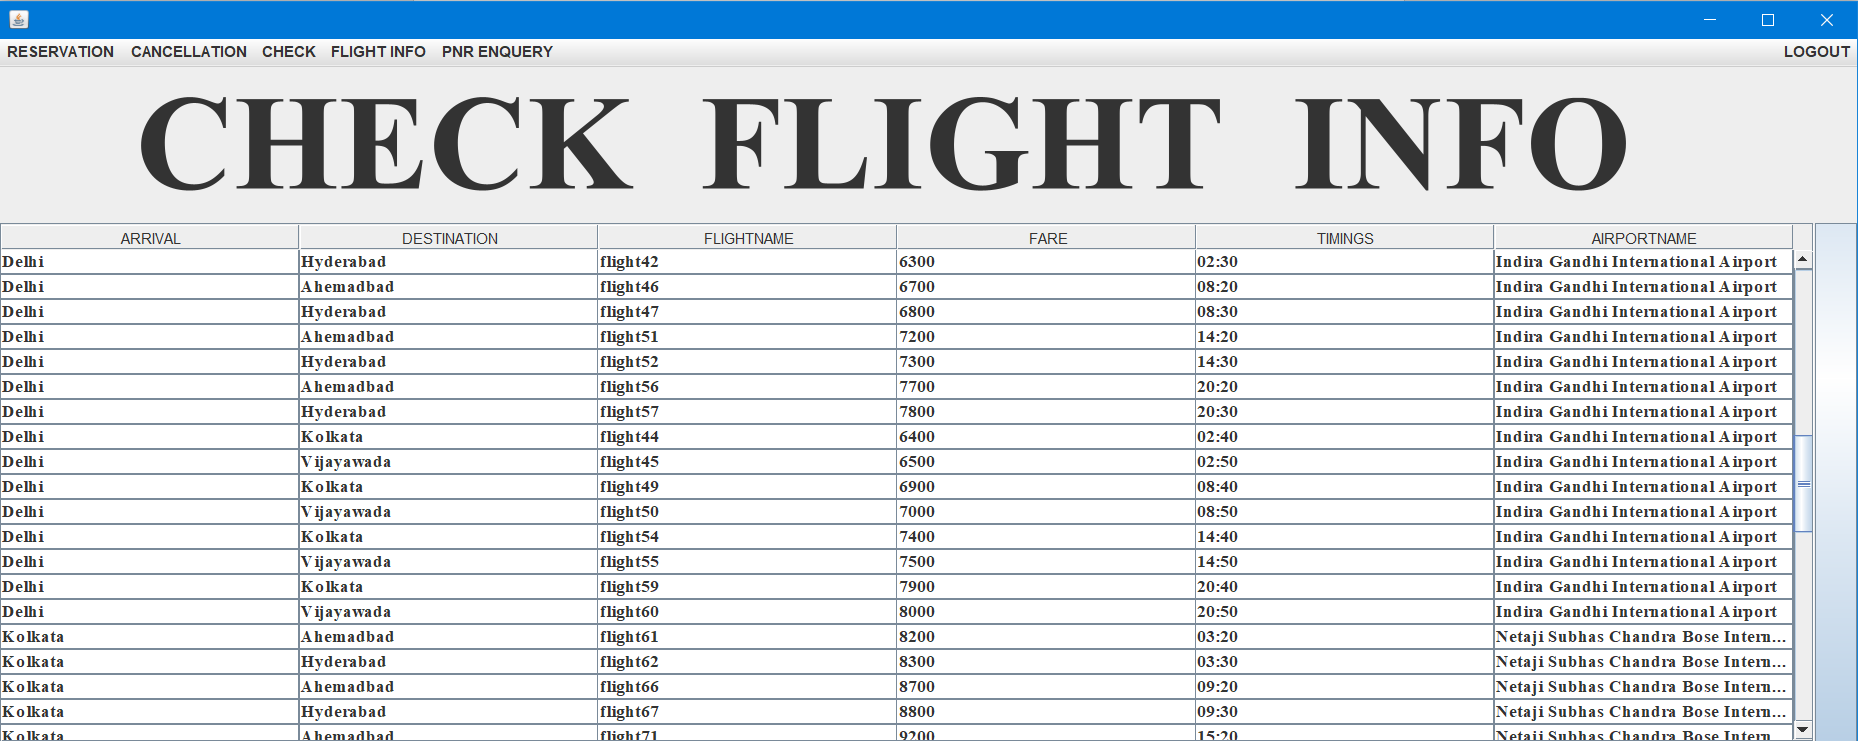 RESERVATION CANCELLATION CHECK FLIGHT INFO PNR ENQUERY LOGOUT
CHECK FLIGHT INFO
ARRIVAL DESTINATION FLIGHTNAME FARE TIMINGS AIRPORTNAME
Delhi Hyderabad flight42 6300 02:30 Indira Gandhi International Airport
Delhi Ahemadbad flight46 6700 08:20 Indira Gandhi International Airport
Delhi Hyderabad flight47 6800 08:30 Indira Gandhi International Airport
Delhi Ahemadbad flight51 7200 14:20 Indira Gandhi International Airport
Delhi Hyderabad flight52 7300 14:30 Indira Gandhi International Airport
Delhi Ahemadbad flight56 7700 20:20 Indira Gandhi International Airport
Delhi Hyderabad flight57 7800 20:30 Indira Gandhi International Airport
Delhi Kolkata flight44 6400 02:40 Indira Gandhi International Airport
Delhi Vijayawada flight45 6500 02:50 Indira Gandhi International Airport
Delhi Kolkata flight49 6900 08:40 Indira Gandhi International Airport
Delhi Vijayawada flight50 7000 08:50 Indira Gandhi International Airport
Delhi Kolkata flight54 7400 14:40 Indira Gandhi International Airport
Delhi Vijayawada flight55 7500 14:50 Indira Gandhi International Airport
Delhi Kolkata flight59 7900 20:40 Indira Gandhi International Airport
Delhi Vijayawada flight60 8000 20:50 Indira Gandhi International Airport
Kolkata Ahemadbad flight61 8200 03:20 Netaji Subhas Chandra Bose Intern...
Kolkata Hyderabad flight62 8300 03:30 Netaji Subhas Chandra Bose Intern...
Kolkata Ahemadbad flight66 8700 09:20 Netaji Subhas Chandra Bose Intern...
Kolkata Hyderabad flight67 8800 09:30 Netaji Subhas Chandra Bose Intern...
Kolkata Ahemadbad flight71 9200 15:20 Netaji Subhas Chandra Bose Intern...